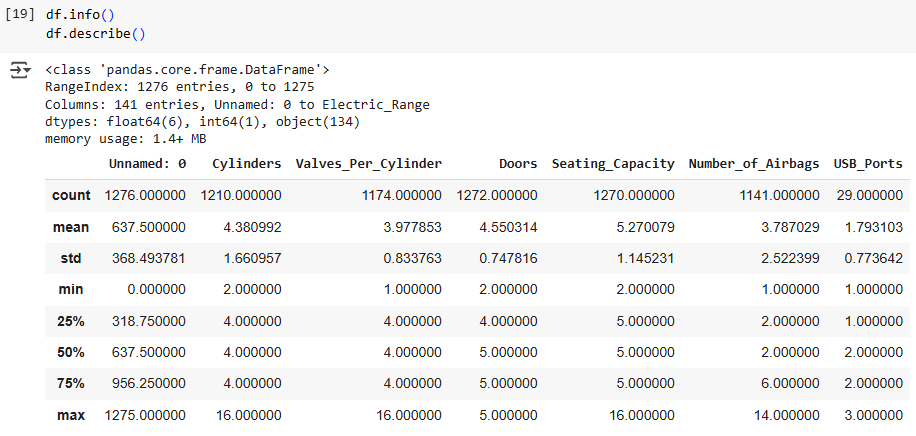 [19] df.info()
df.describe()
<class 'pandas.core.frame.DataFrame'>
RangeIndex: 1276 entries, 0 to 1275
Columns: 141 entries, Unnamed: 0 to Electric_Range
dtypes: float64(6), int64(1), object(134)
memory usage: 1.4+ MB
Unnamed: 0 Cylinders Valves_Per_Cylinder Doors Seating_Capacity Number_of_Airbags USB_Ports
count 1276.000000 1210.000000 1174.000000 1272.000000 1270.000000 1141.000000 29.000000
mean 637.500000 4.380992 3.977853 4.550314 5.270079 3.787029 1.793103
std 368.493781 1.660957 0.833763 0.747816 1.145231 2.522399 0.773642
min 0.000000 2.000000 1.000000 2.000000 2.000000 1.000000 1.000000
25% 318.750000 4.000000 4.000000 4.000000 5.000000 2.000000 1.000000
50% 637.500000 4.000000 4.000000 5.000000 5.000000 2.000000 2.000000
75% 956.250000 4.000000 4.000000 5.000000 5.000000 6.000000 2.000000
max 1275.000000 16.000000 16.000000 5.000000 16.000000 14.000000 3.000000